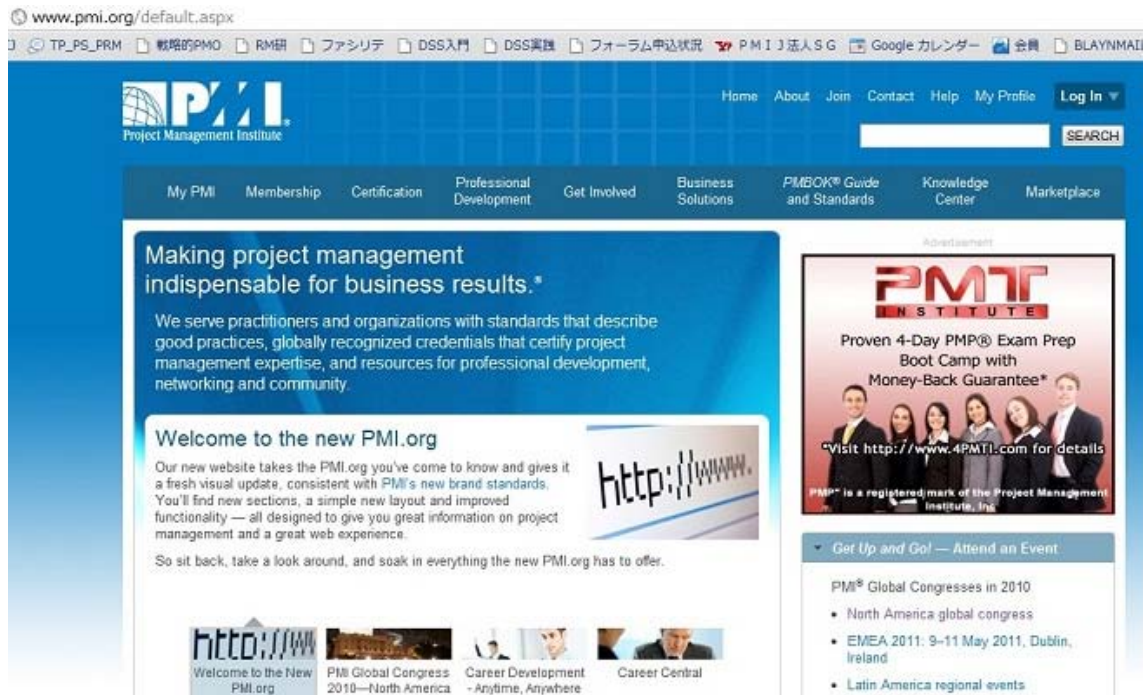 www.pmi.org/default.aspx
TP_PS_PRM 戦略的PMO RM研 ファシリテ DSS入門 DSS実践 フォーラム申込状況 PMIJ法人SG Google カレンダー 会員 BLAYNMAIL
PMI
Project Management Institute
Home About Join Contact Help My Profile Log In
SEARCH
My PMI Membership Certification Professional Development Get Involved Business Solutions PMBOK® Guide and Standards Knowledge Center Marketplace
Making project management
indispensable for business results.®
We serve practitioners and organizations with standards that describe
good practices, globally recognized credentials that certify project
management expertise, and resources for professional development,
networking and community.
Welcome to the new PMI.org
Our new website takes the PMI.org you've come to know and gives it
a fresh visual update, consistent with PMI's new brand standards.
You'll find new sections, a simple new layout and improved
functionality — all designed to give you great information on project
management and a great web experience.
So sit back, take a look around, and soak in everything the new PMI.org has to offer.
http://www.
http://ww
Welcome to the New
PMI.org
PMI Global Congress
2010—North America
Career Development
- Anytime, Anywhere
Career Central
Advertisement
PMT
INSTITUTE
Proven 4-Day PMP® Exam Prep
Boot Camp with
Money-Back Guarantee*
*Visit http://www.4PMTI.com for details
PMP® is a registered mark of the Project Management
Institute, Inc
Get Up and Go! — Attend an Event
PMI® Global Congresses in 2010
North America global congress
EMEA 2011: 9–11 May 2011, Dublin,
Ireland
Latin America regional events